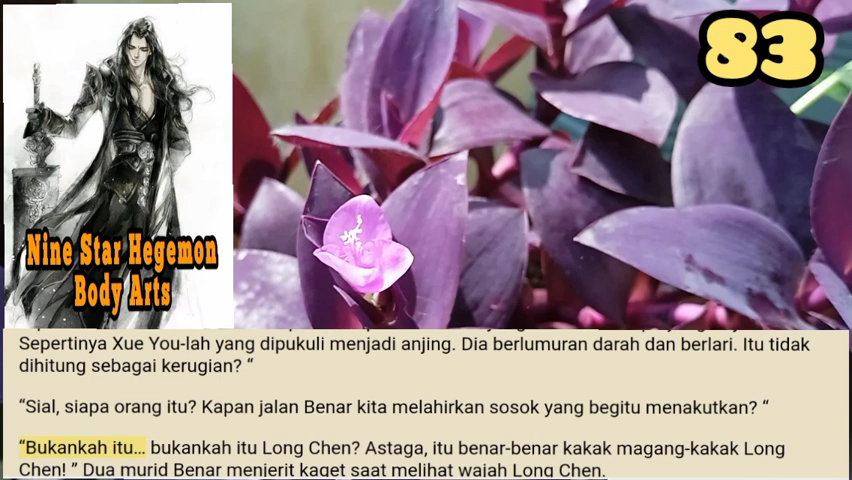 83
Nine Star Hegemon
Body Arts
Sepertinya Xue You-lah yang dipukuli menjadi anjing. Dia berlumuran darah dan berlari. Itu tidak
dihitung sebagai kerugian? “
“Sial, siapa orang itu? Kapan jalan Benar kita melahirkan sosok yang begitu menakutkan? “
“Bukankah itu… bukankah itu Long Chen? Astaga, itu benar-benar kakak magang-kakak Long
Chen! ” Dua murid Benar menjerit kaget saat melihat wajah Long Chen.